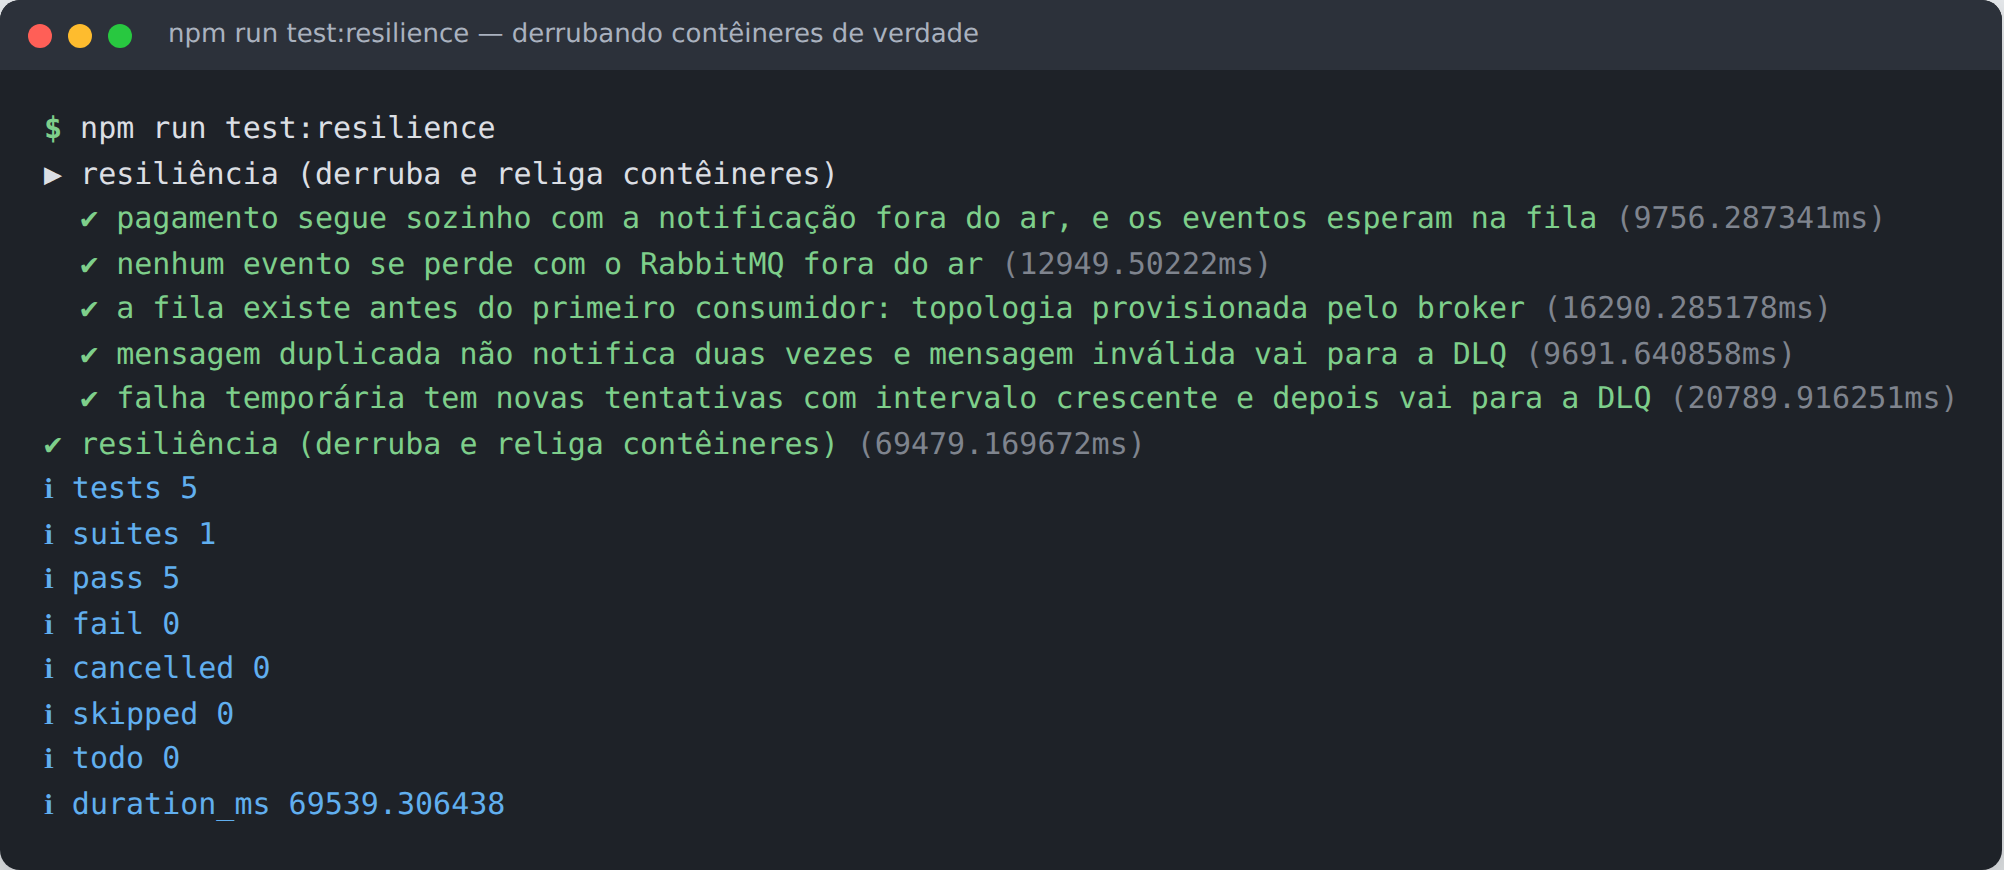 npm run test:resilience — derrubando contêineres de verdade
$ npm run test:resilience
▶ resiliência (derruba e religa contêineres)
✔ pagamento segue sozinho com a notificação fora do ar, e os eventos esperam na fila (9756.287341ms)
✔ nenhum evento se perde com o RabbitMQ fora do ar (12949.50222ms)
✔ a fila existe antes do primeiro consumidor: topologia provisionada pelo broker (16290.285178ms)
✔ mensagem duplicada não notifica duas vezes e mensagem inválida vai para a DLQ (9691.640858ms)
✔ falha temporária tem novas tentativas com intervalo crescente e depois vai para a DLQ (20789.916251ms)
✔ resiliência (derruba e religa contêineres) (69479.169672ms)
ℹ tests 5
ℹ suites 1
ℹ pass 5
ℹ fail 0
ℹ cancelled 0
ℹ skipped 0
ℹ todo 0
ℹ duration_ms 69539.306438